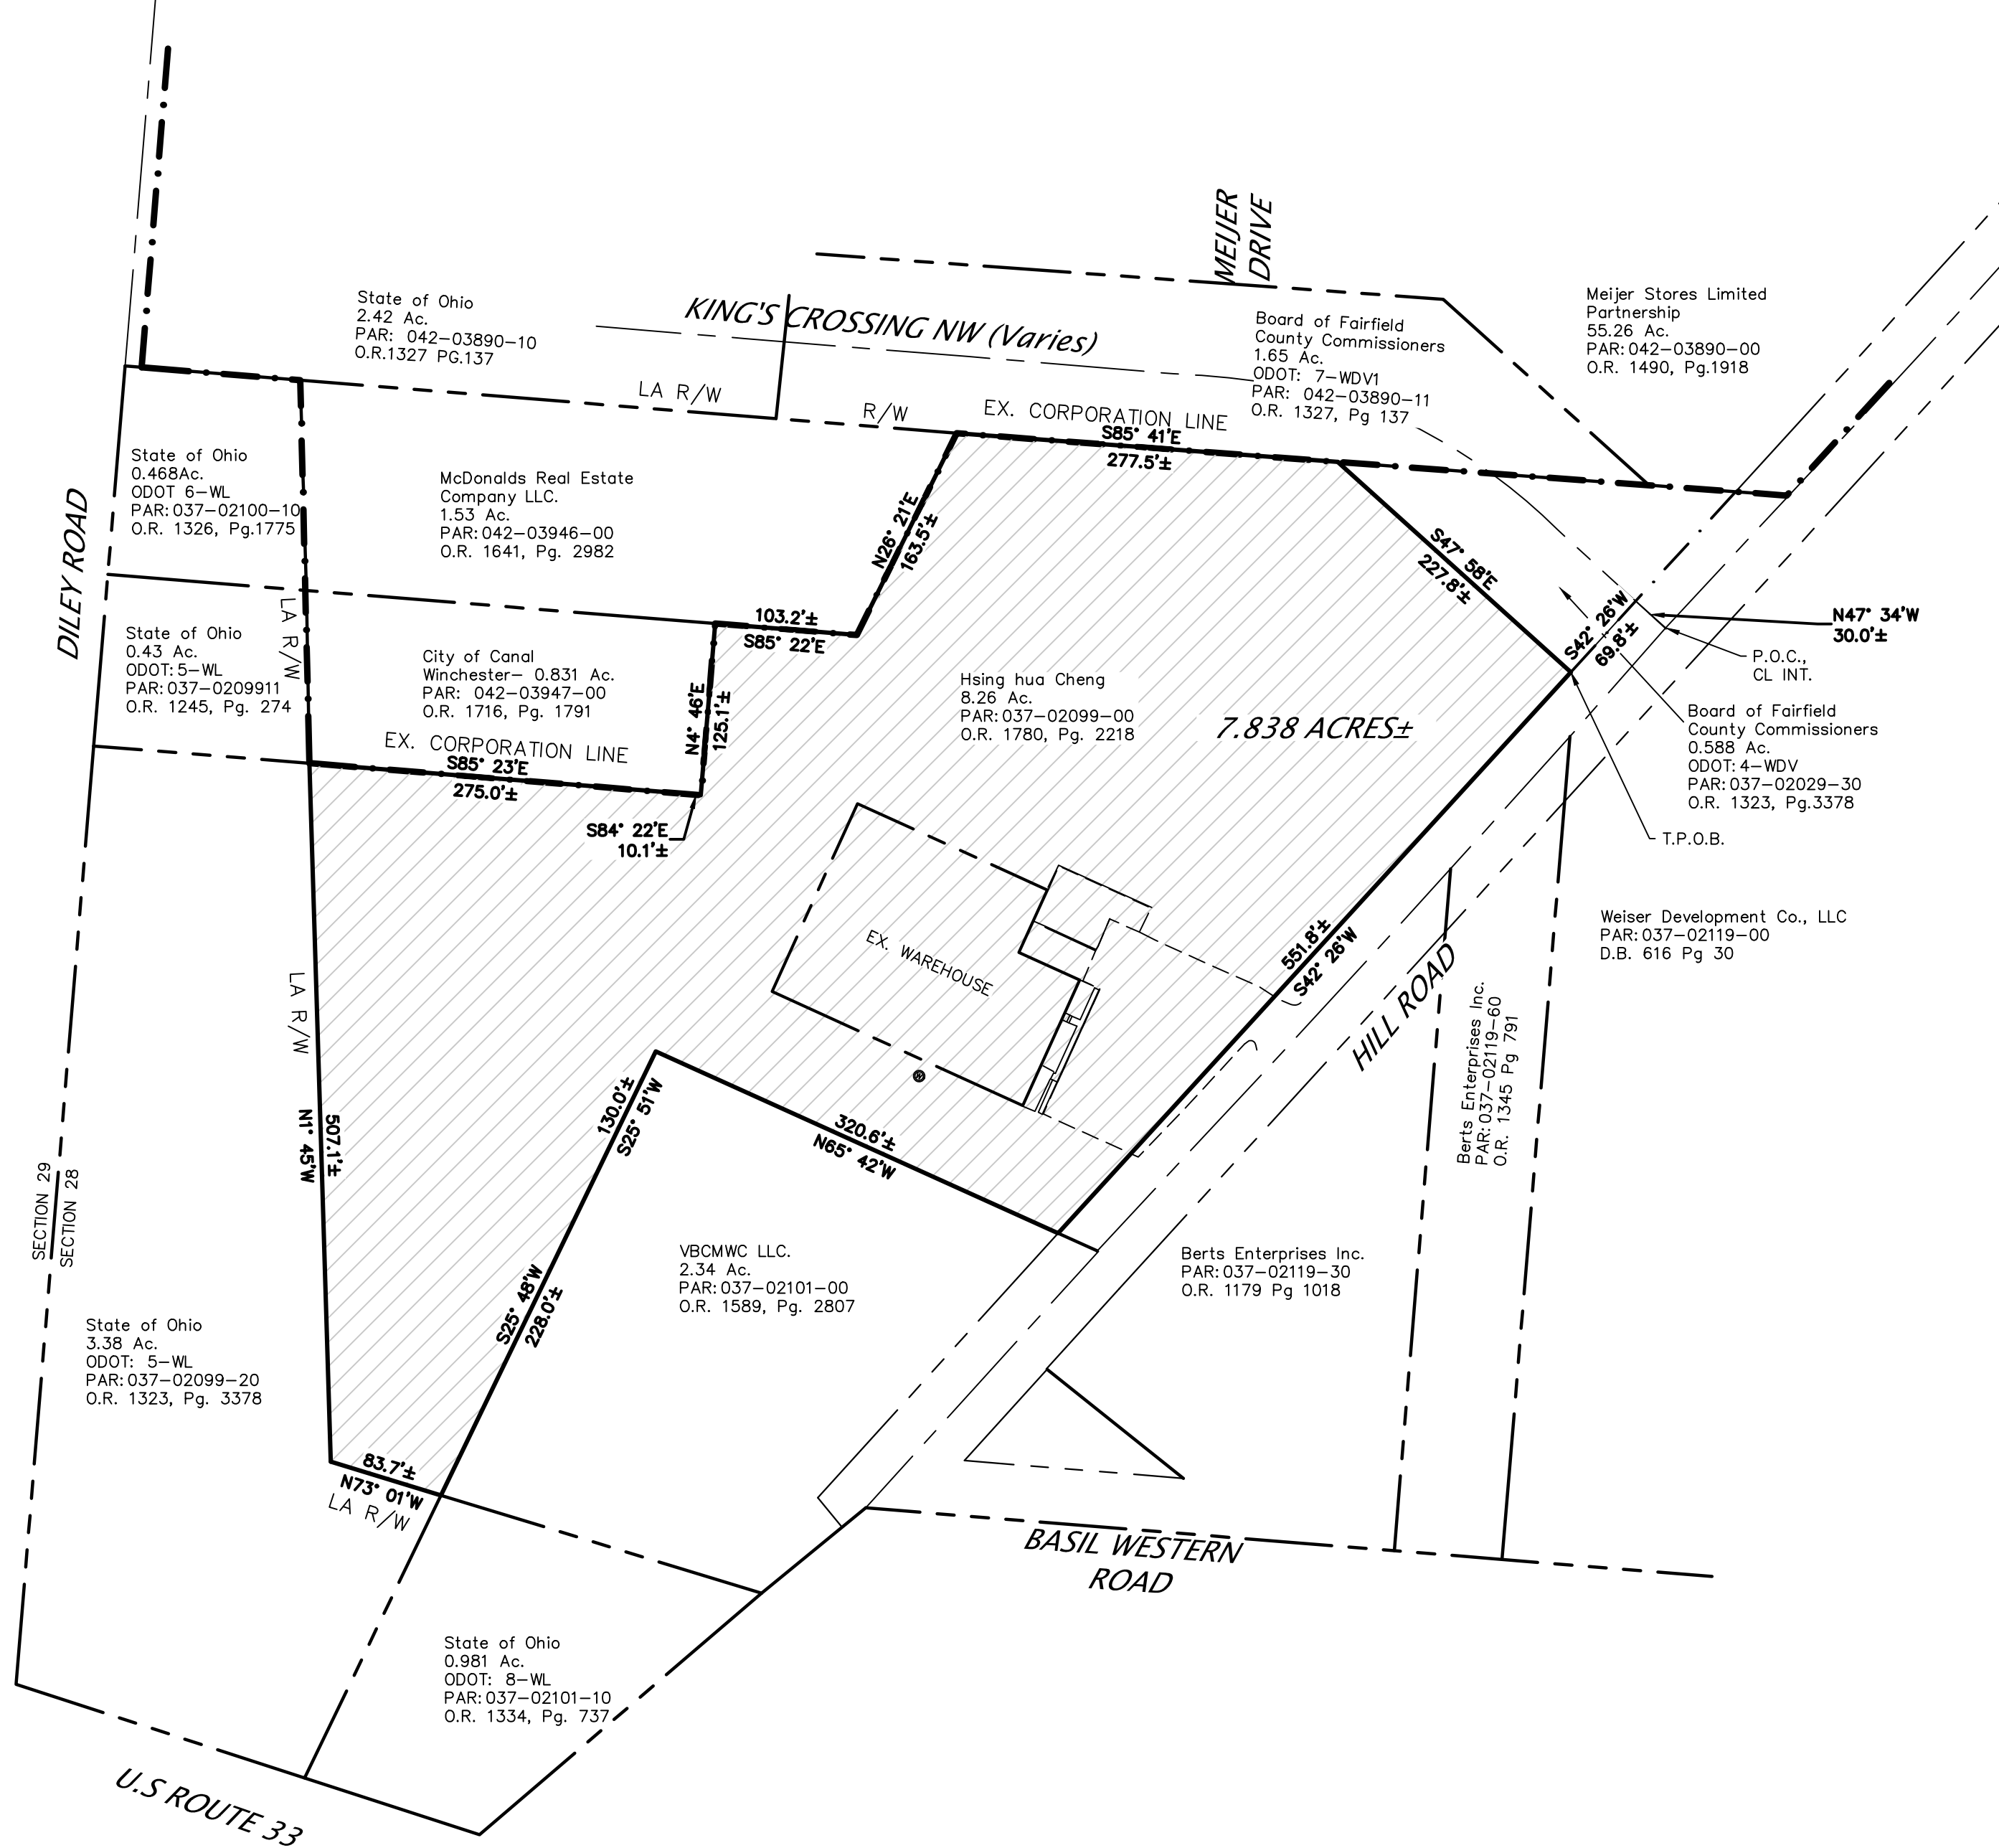 MEIJER
DRIVE
State of Ohio
2.42 Ac.
PAR: 042-03890-10
O.R.1327 PG.137
KING'S CROSSING NW (Varies)
Board of Fairfield
County Commissioners
1.65 Ac.
ODOT: 7-WDV1
PAR: 042-03890-11
O.R. 1327, Pg 137
Meijer Stores Limited
Partnership
55.26 Ac.
PAR:042-03890-00
O.R. 1490, Pg.1918
LA R/W
R/W
EX. CORPORATION LINE
S85° 41'E
277.5'±
State of Ohio
0.468Ac.
ODOT 6-WL
PAR:037-02100-10
O.R. 1326, Pg.1775
McDonalds Real Estate
Company LLC.
1.53 Ac.
PAR:042-03946-00
O.R. 1641, Pg. 2982
N26° 21'E
163.5'±
S47° 58'E
227.8'±
DILEY ROAD
LA R/W
State of Ohio
0.43 Ac.
ODOT:5-WL
PAR:037-0209911
O.R. 1245, Pg. 274
City of Canal
Winchester- 0.831 Ac.
PAR: 042-03947-00
O.R. 1716, Pg. 1791
103.2'±
S85° 22'E
N4° 46'E
125.1'±
S42° 26'W
69.8'±
N47° 34'W
30.0'±
P.O.C.,
CL INT.
Hsing hua Cheng
8.26 Ac.
PAR:037-02099-00
O.R. 1780, Pg. 2218
7.838 ACRES±
Board of Fairfield
County Commissioners
0.588 Ac.
ODOT:4-WDV
PAR:037-02029-30
O.R. 1323, Pg.3378
T.P.O.B.
EX. CORPORATION LINE
S85° 23'E
275.0'±
S84° 22'E
10.1'±
EX. WAREHOUSE
551.8'±
S42° 26'W
HILL ROAD
Weiser Development Co., LLC
PAR:037-02119-00
D.B. 616 Pg 30
Berts Enterprises Inc.
PAR:037-02119-60
O.R. 1345 Pg 791
LA R/W
507.1'±
N1° 45'W
130.0'±
S25° 51'W
320.6'±
N65° 42'W
SECTION 29
SECTION 28
VBCMWC LLC.
2.34 Ac.
PAR:037-02101-00
O.R. 1589, Pg. 2807
Berts Enterprises Inc.
PAR:037-02119-30
O.R. 1179 Pg 1018
S25° 48'W
228.0'±
State of Ohio
3.38 Ac.
ODOT: 5-WL
PAR:037-02099-20
O.R. 1323, Pg. 3378
83.7'±
N73° 01'W
LA R/W
BASIL WESTERN
ROAD
State of Ohio
0.981 Ac.
ODOT: 8-WL
PAR:037-02101-10
O.R. 1334, Pg. 737
U.S ROUTE 33